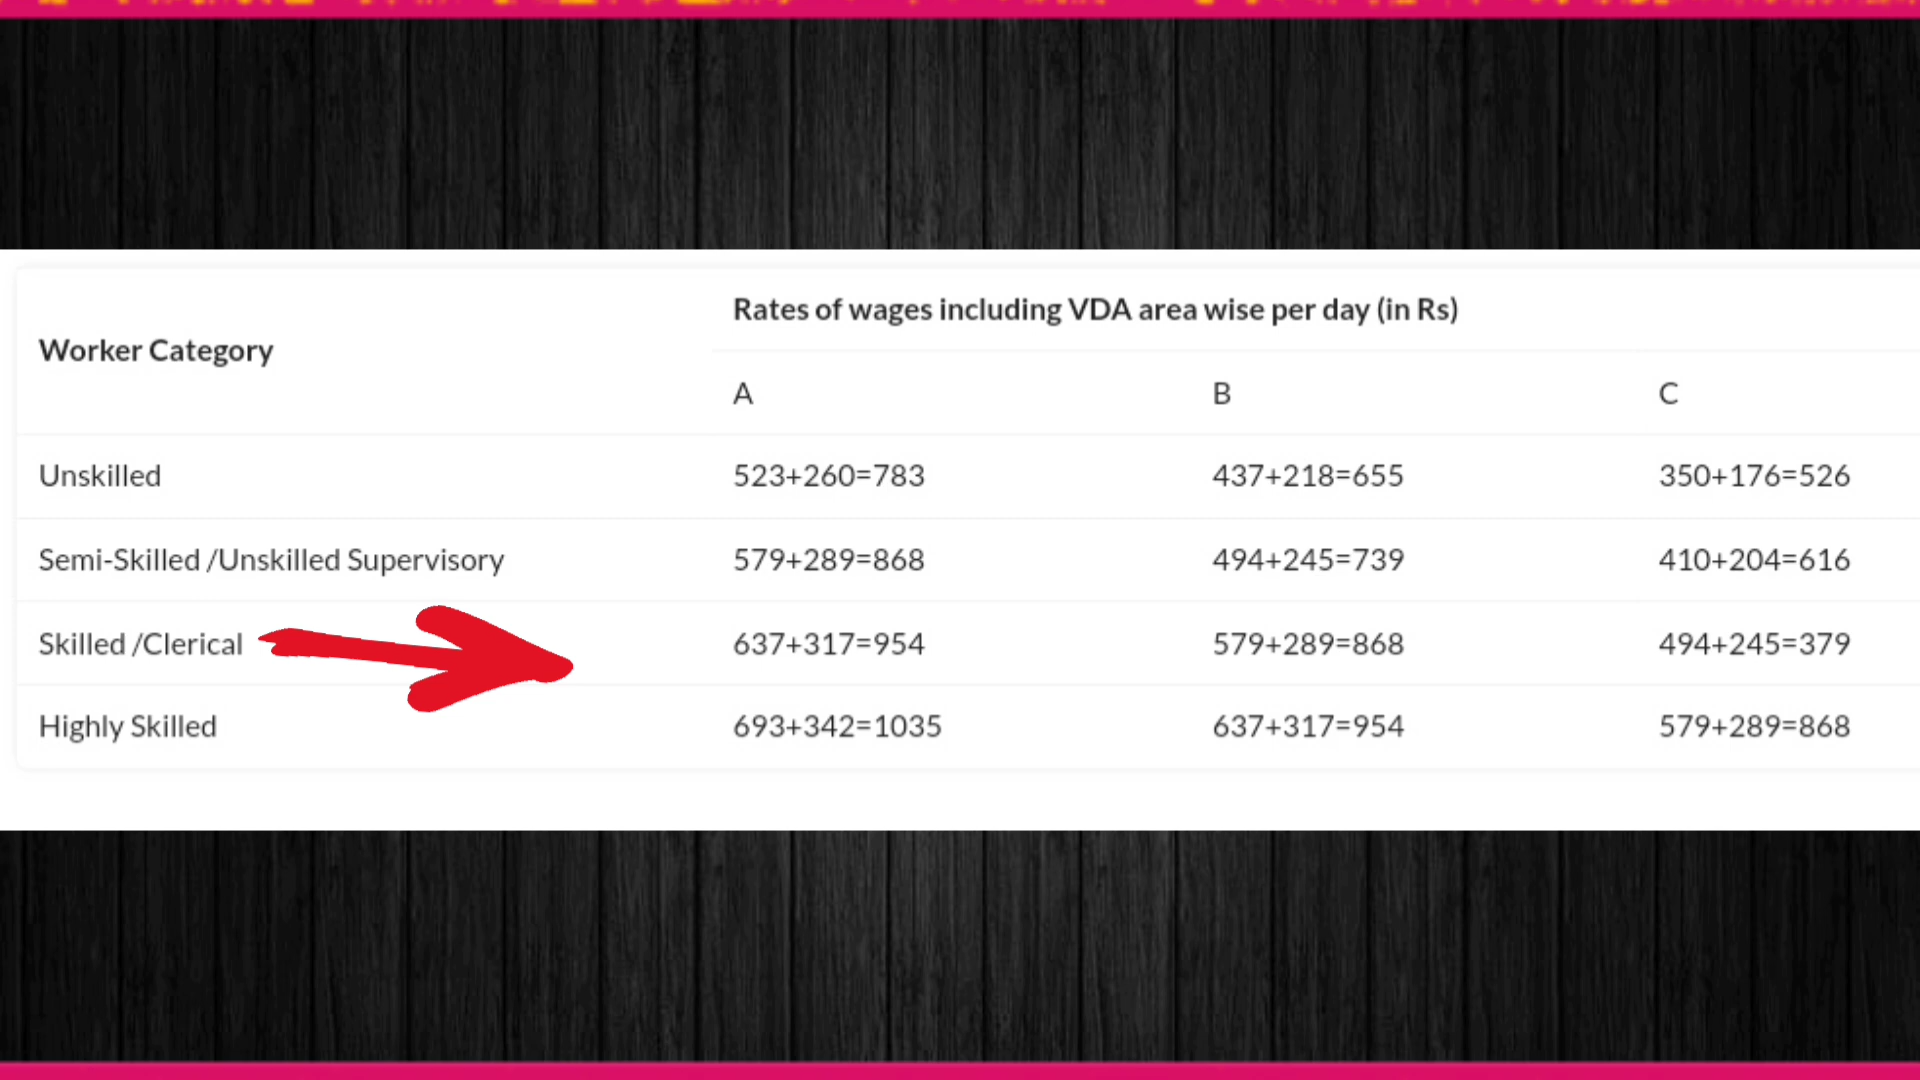 Rates of wages including VDA area wise per day (in Rs)
Worker Category
A B C
Unskilled 523+260=783 437+218=655 350+176=526
Semi-Skilled /Unskilled Supervisory 579+289=868 494+245=739 410+204=616
Skilled /Clerical 637+317=954 579+289=868 494+245=379
Highly Skilled 693+342=1035 637+317=954 579+289=868